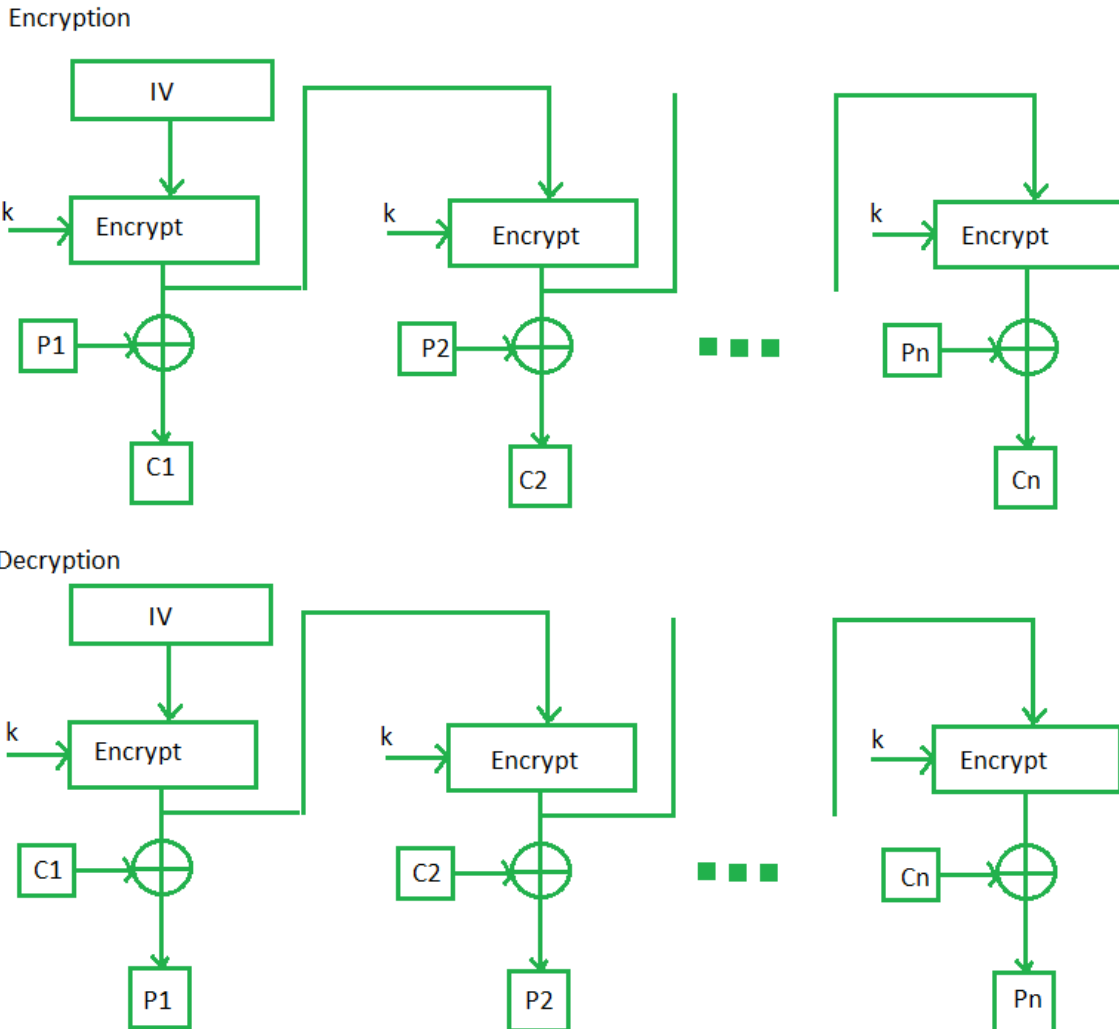 Encryption
IV
k
Encrypt
k
Encrypt
k
Encrypt
P1
P2
Pn
C1
C2
Cn
Decryption
IV
k
Encrypt
k
Encrypt
k
Encrypt
C1
C2
Cn
P1
P2
Pn